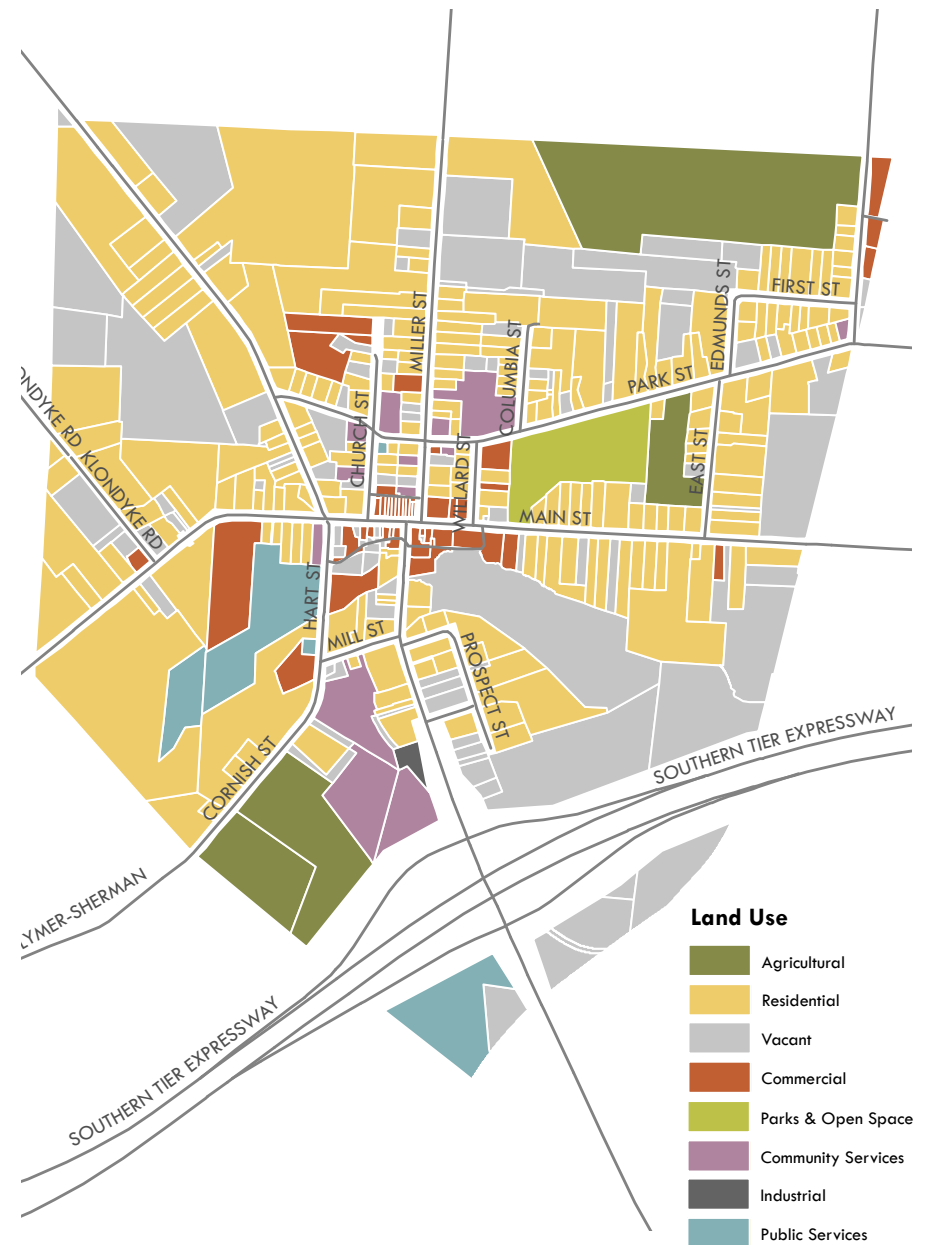 MILLER ST
COLUMBIA ST
EDMUNDS ST
FIRST ST
PARK ST
CHURCH ST
WILLARD ST
EAST ST
ONDYKE RD
KLONDYKE RD
MAIN ST
HART ST
MILL ST
PROSPECT ST
CORNISH ST
SOUTHERN TIER EXPRESSWAY
LYMER-SHERMAN
SOUTHERN TIER EXPRESSWAY
Land Use
Agricultural
Residential
Vacant
Commercial
Parks & Open Space
Community Services
Industrial
Public Services